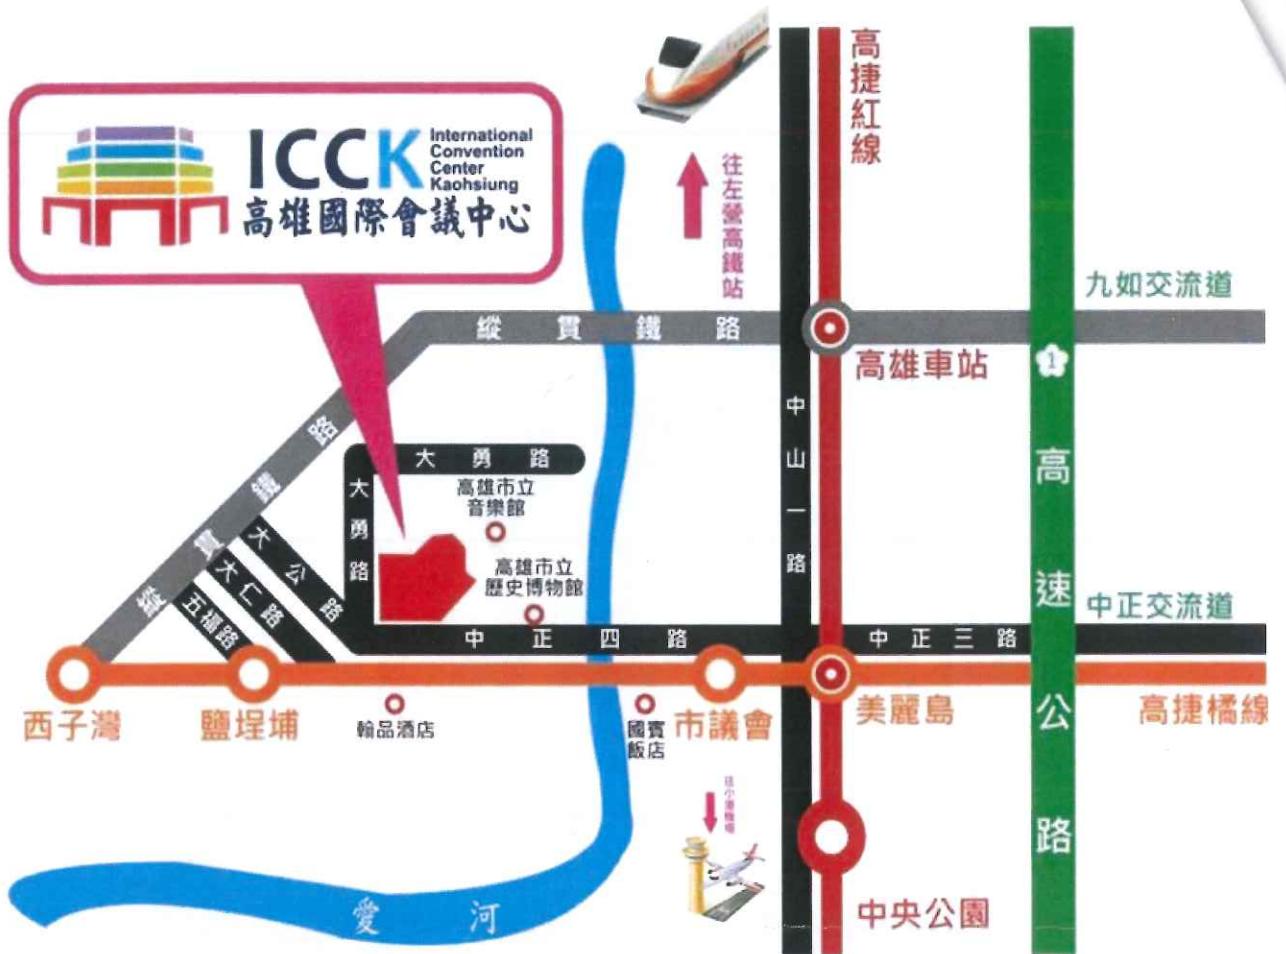 ICCK
International
Convention
Center
Kaohsiung
高雄國際會議中心
高捷紅線
往左營高鐵站
九如交流道
縱貫鐵路
高雄車站
1
高速公路
中山一路
縱貫鐵路
大勇路
大勇路
高雄市立
音樂館
高雄市立
歷史博物館
大公路
大仁路
五福路
中正四路
中正三路
中正交流道
西子灣
鹽埕埔
翰品酒店
國賓
飯店
市議會
美麗島
高捷橘線
往小港機場
中央公園
愛河